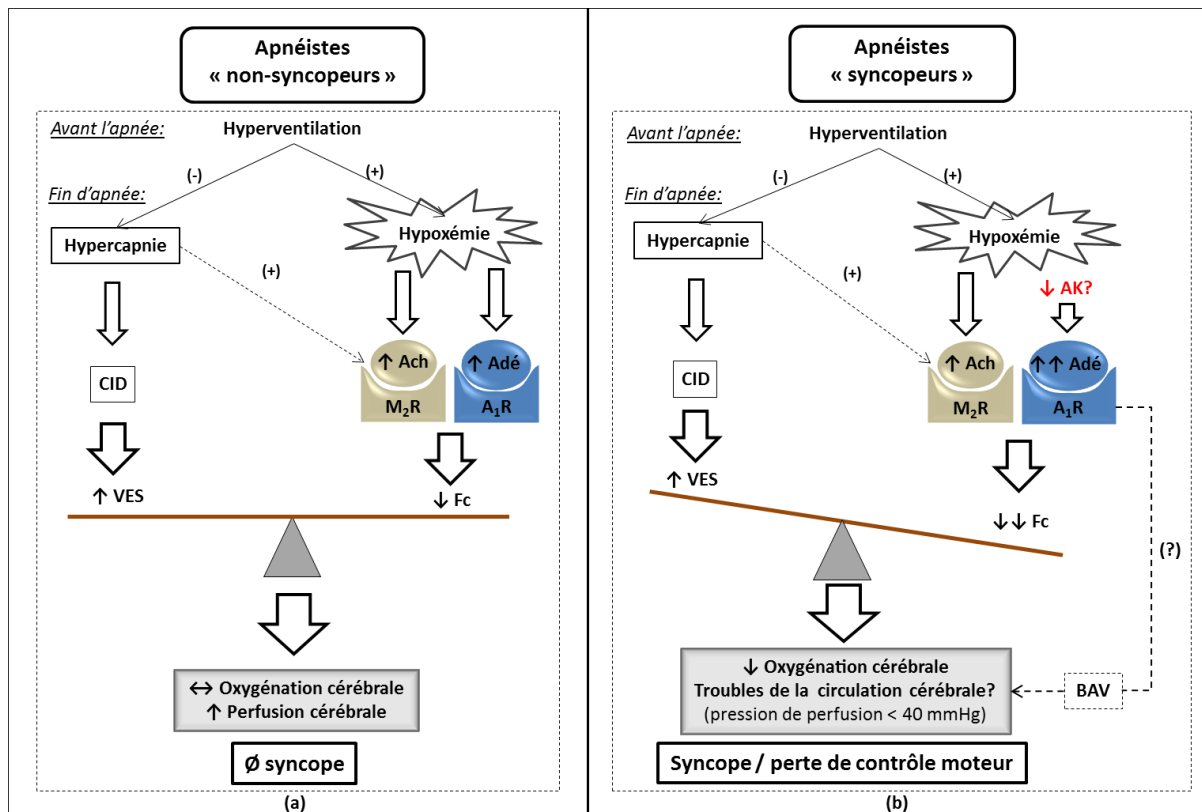 Apnéistes
« non-syncopeurs »
Avant l'apnée:
Hyperventilation
(-)
(+)
Fin d'apnée:
Hypercapnie
Hypoxémie
(+)
CID
↑ Ach
↑ Adé
M₂R
A₁R
↑ VES
↓ Fc
↔ Oxygénation cérébrale
↑ Perfusion cérébrale
Ø syncope
(a)
Apnéistes
« syncopeurs »
Avant l'apnée:
Hyperventilation
(-)
(+)
Fin d'apnée:
Hypercapnie
Hypoxémie
(+)
↓ AK?
CID
↑ Ach
↑ ↑ Adé
M₂R
A₁R
↑ VES
↓↓ Fc
(?)
↓ Oxygénation cérébrale
Troubles de la circulation cérébrale?
(pression de perfusion < 40 mmHg)
BAV
Syncope / perte de contrôle moteur
(b)